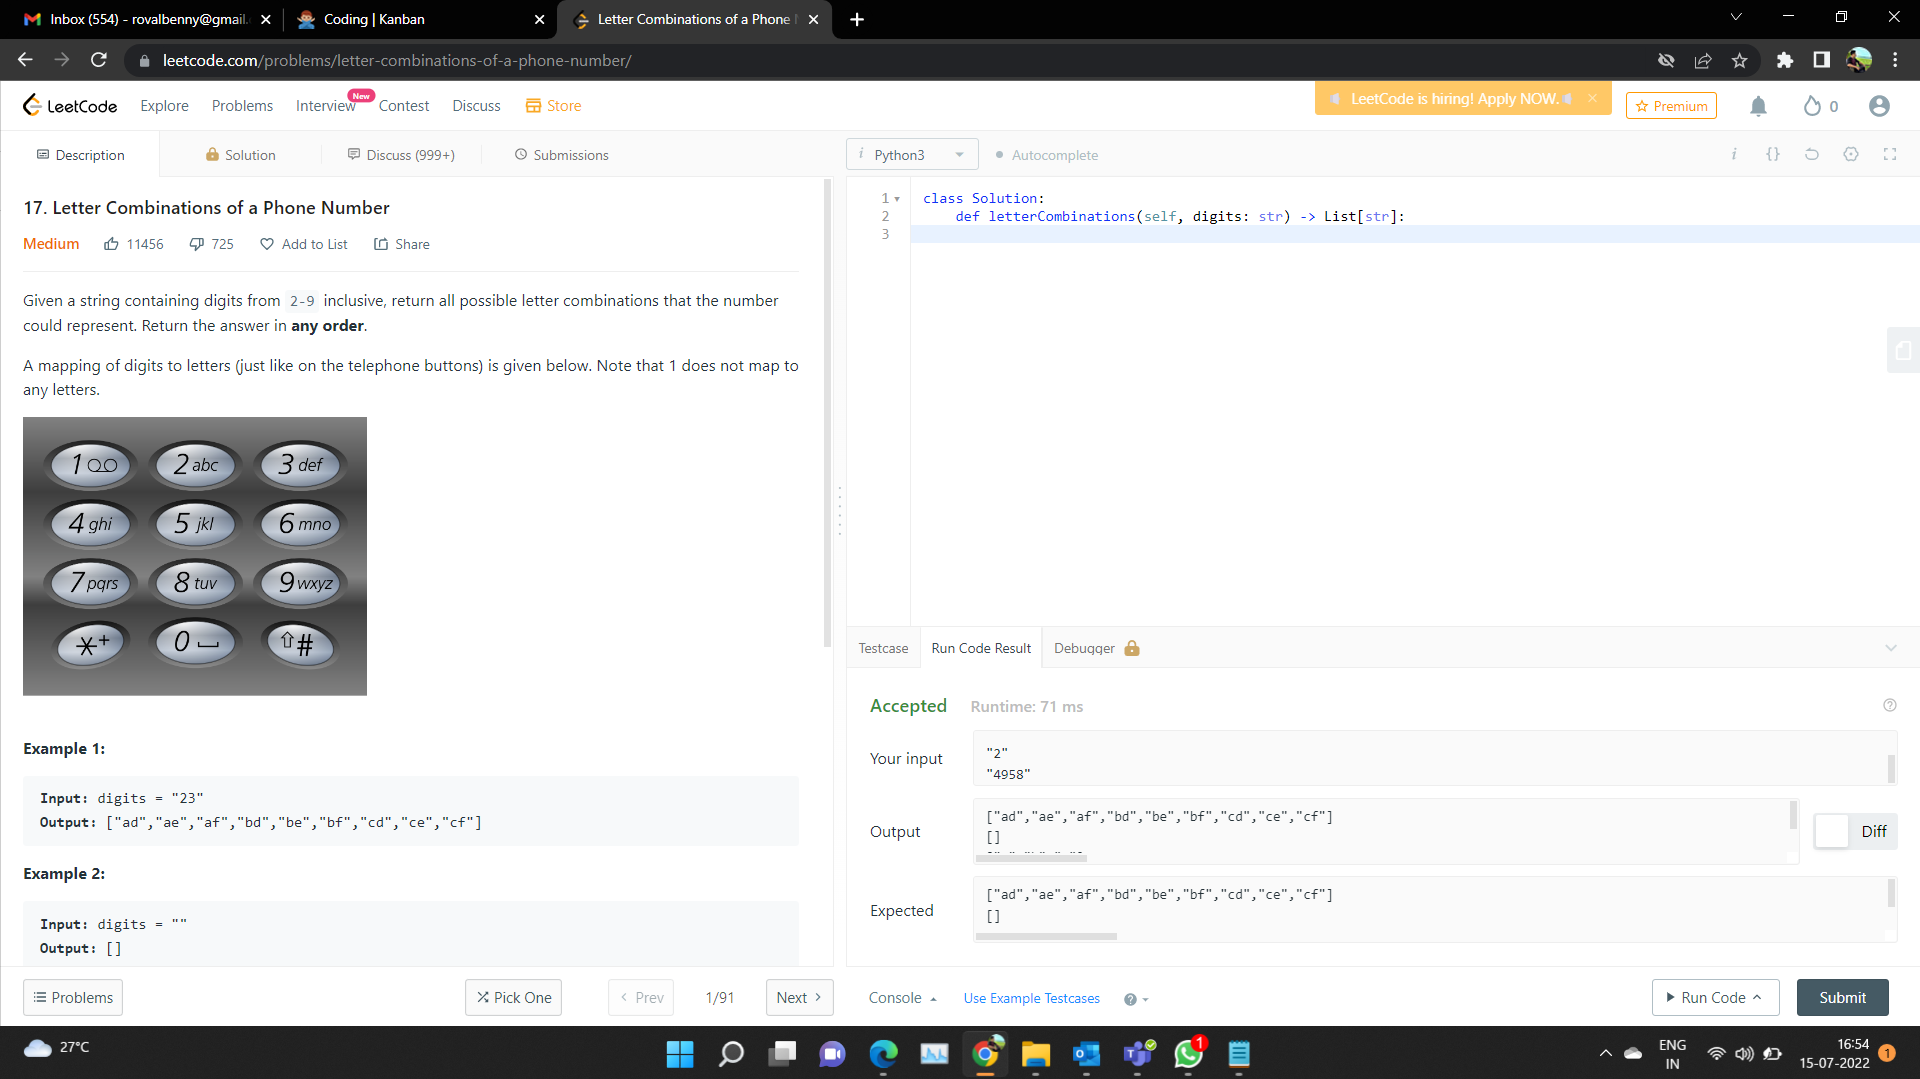 Inbox (554) - rovalbenny@gmail.
Coding | Kanban
Letter Combinations of a Phone
leetcode.com/problems/letter-combinations-of-a-phone-number/
LeetCode
Explore
Problems
Interview
New
Contest
Discuss
Store
LeetCode is hiring! Apply NOW.
Premium
0
Description
Solution
Discuss (999+)
Submissions
i Python3
Autocomplete
i {}
17. Letter Combinations of a Phone Number
Medium 11456 725 Add to List Share
Given a string containing digits from 2-9 inclusive, return all possible letter combinations that the number
could represent. Return the answer in any order.
A mapping of digits to letters (just like on the telephone buttons) is given below. Note that 1 does not map to
any letters.
1 2 abc 3 def
4 ghi 5 jkl 6 mno
7 pqrs 8 tuv 9 wxyz
* + 0 #
Example 1:
Input: digits = "23"
Output: ["ad","ae","af","bd","be","bf","cd","ce","cf"]
Example 2:
Input: digits = ""
Output: []
Problems
Pick One
Prev
1/91
Next
1 class Solution:
2 def letterCombinations(self, digits: str) -> List[str]:
3
Testcase
Run Code Result
Debugger
Accepted Runtime: 71 ms
Your input
"2"
"4958"
Output
["ad","ae","af","bd","be","bf","cd","ce","cf"]
[]
Diff
Expected
["ad","ae","af","bd","be","bf","cd","ce","cf"]
[]
Console
Use Example Testcases
Run Code
Submit
27°C
1
ENG
IN
16:54
15-07-2022
1